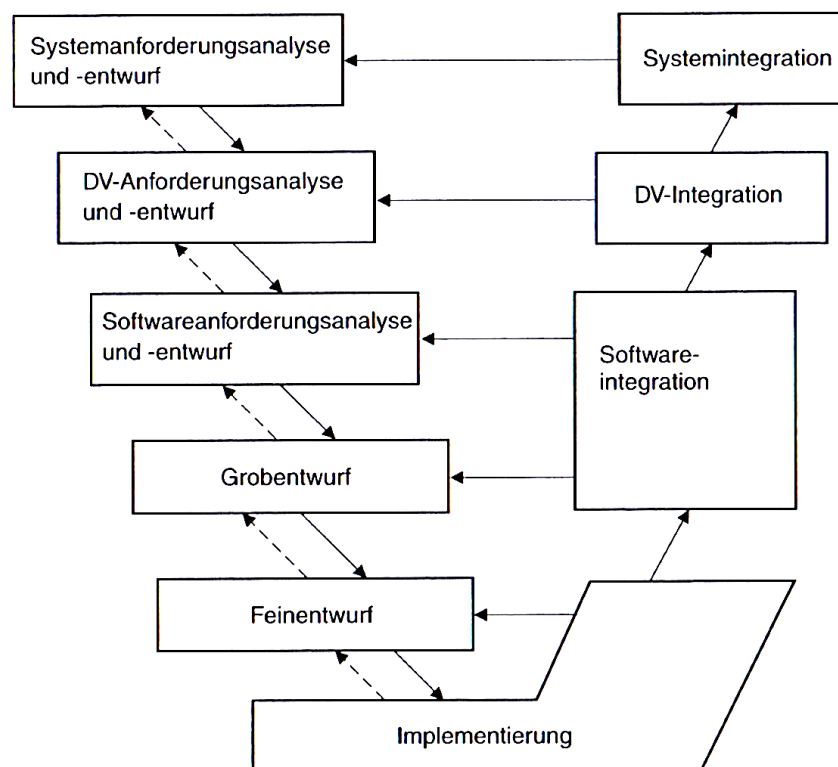 Systemanforderungsanalyse
und -entwurf
Systemintegration
DV-Anforderungsanalyse
und -entwurf
DV-Integration
Softwareanforderungsanalyse
und -entwurf
Software-
integration
Grobentwurf
Feinentwurf
Implementierung